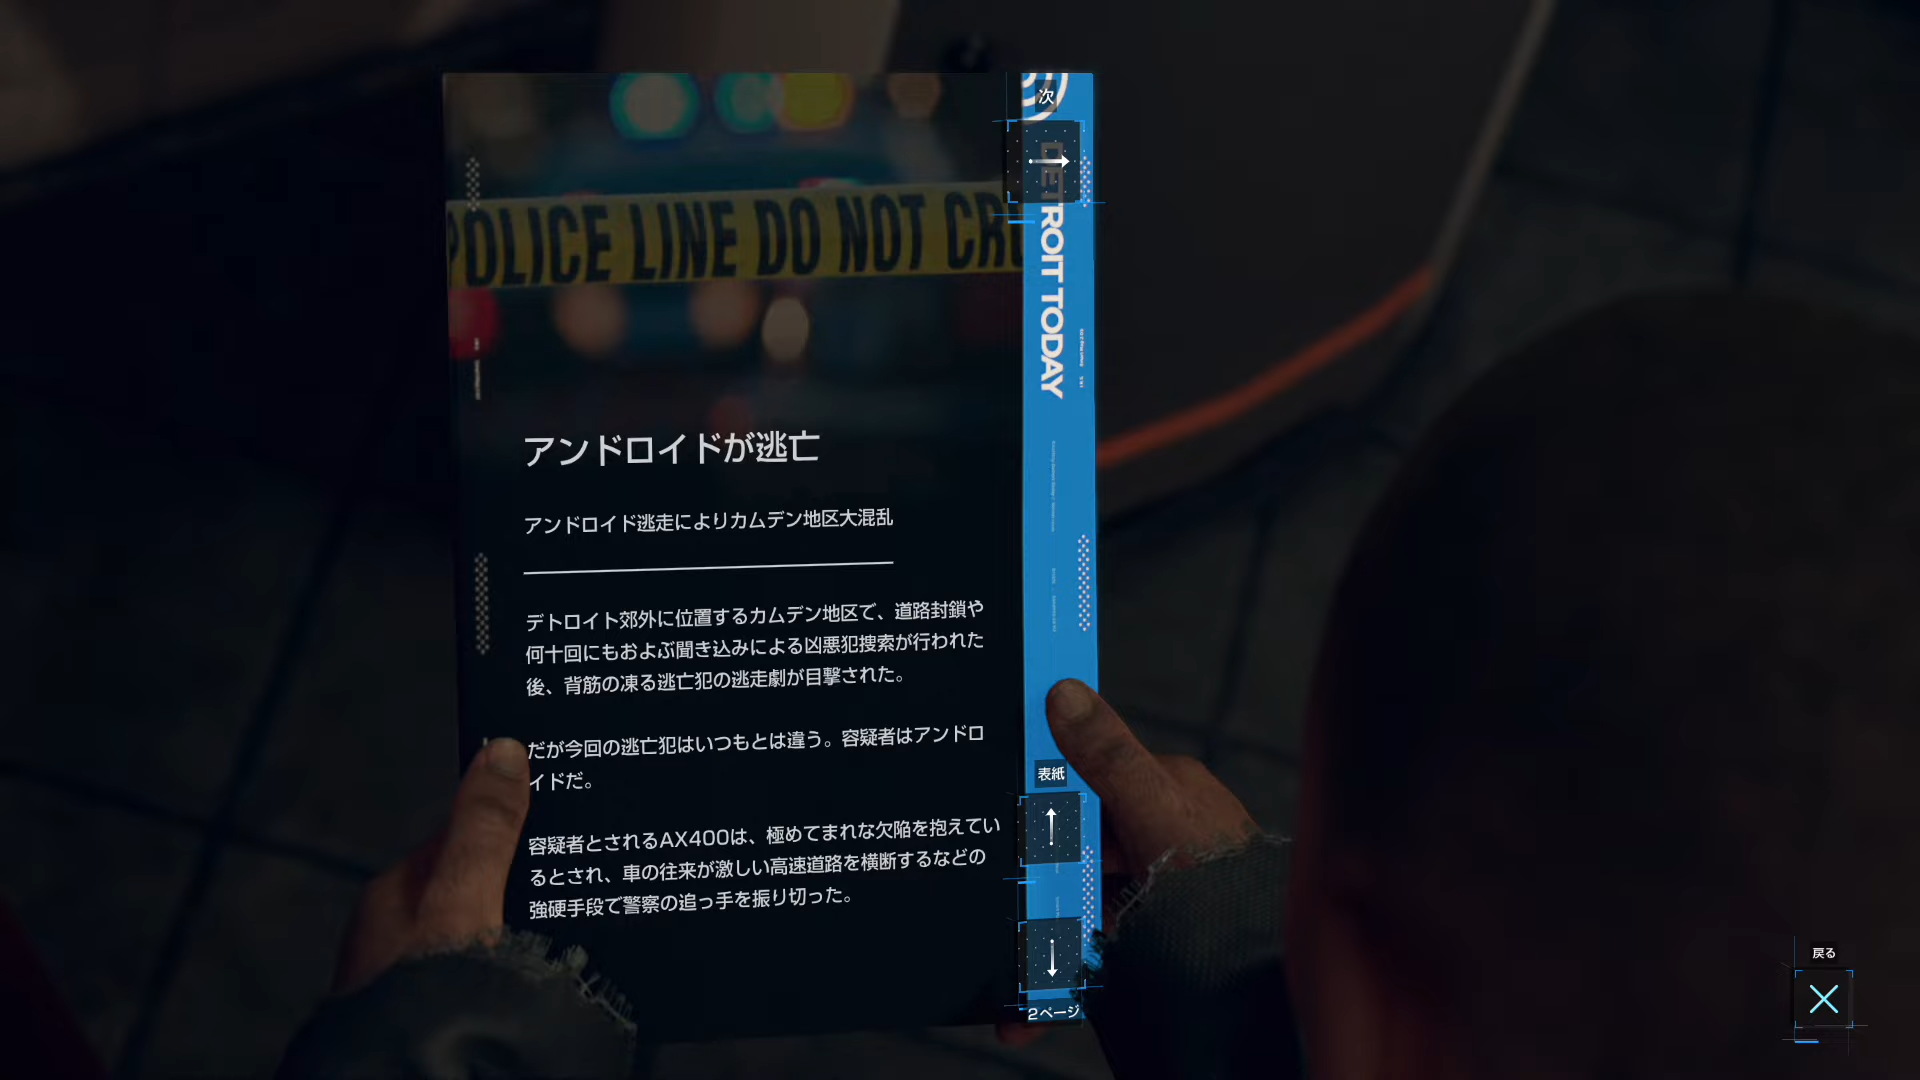 次
POLICE LINE DO NOT CR
DETROIT TODAY
アンドロイドが逃亡
アンドロイド逃走によりカムデン地区大混乱
デトロイト郊外に位置するカムデン地区で、道路封鎖や
何十回にもおよぶ聞き込みによる凶悪犯捜索が行われた
後、背筋の凍る逃亡犯の逃走劇が目撃された。
だが今回の逃亡犯はいつもとは違う。容疑者はアンドロ
イドだ。
容疑者とされるAX400は、極めてまれな欠陥を抱えてい
るとされ、車の往来が激しい高速道路を横断するなどの
強硬手段で警察の追っ手を振り切った。
表紙
2ページ
戻る